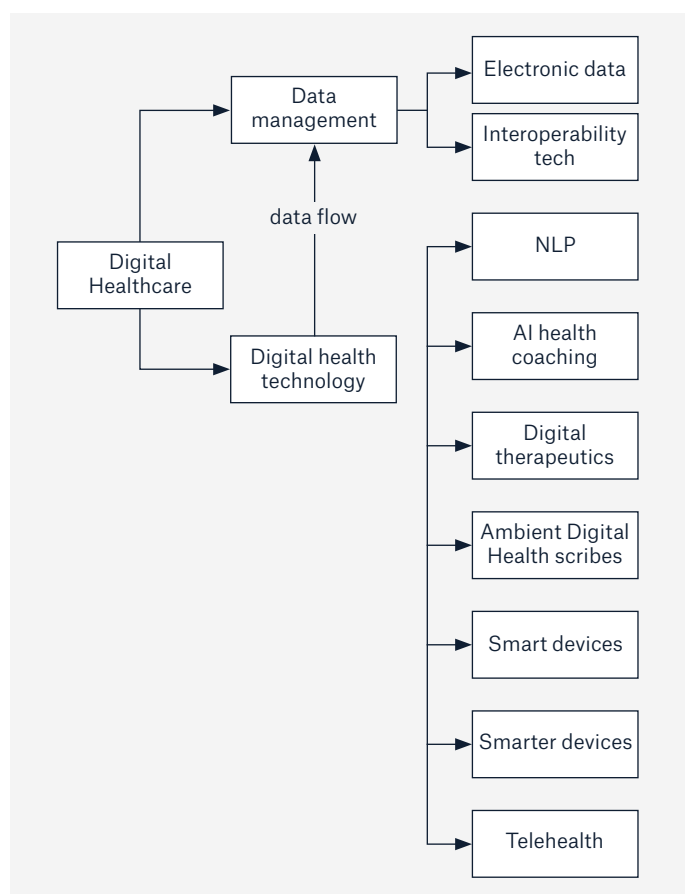 Electronic data
Data
management
Interoperability
tech
data flow
NLP
Digital
Healthcare
AI health
coaching
Digital health
technology
Digital
therapeutics
Ambient Digital
Health scribes
Smart devices
Smarter devices
Telehealth